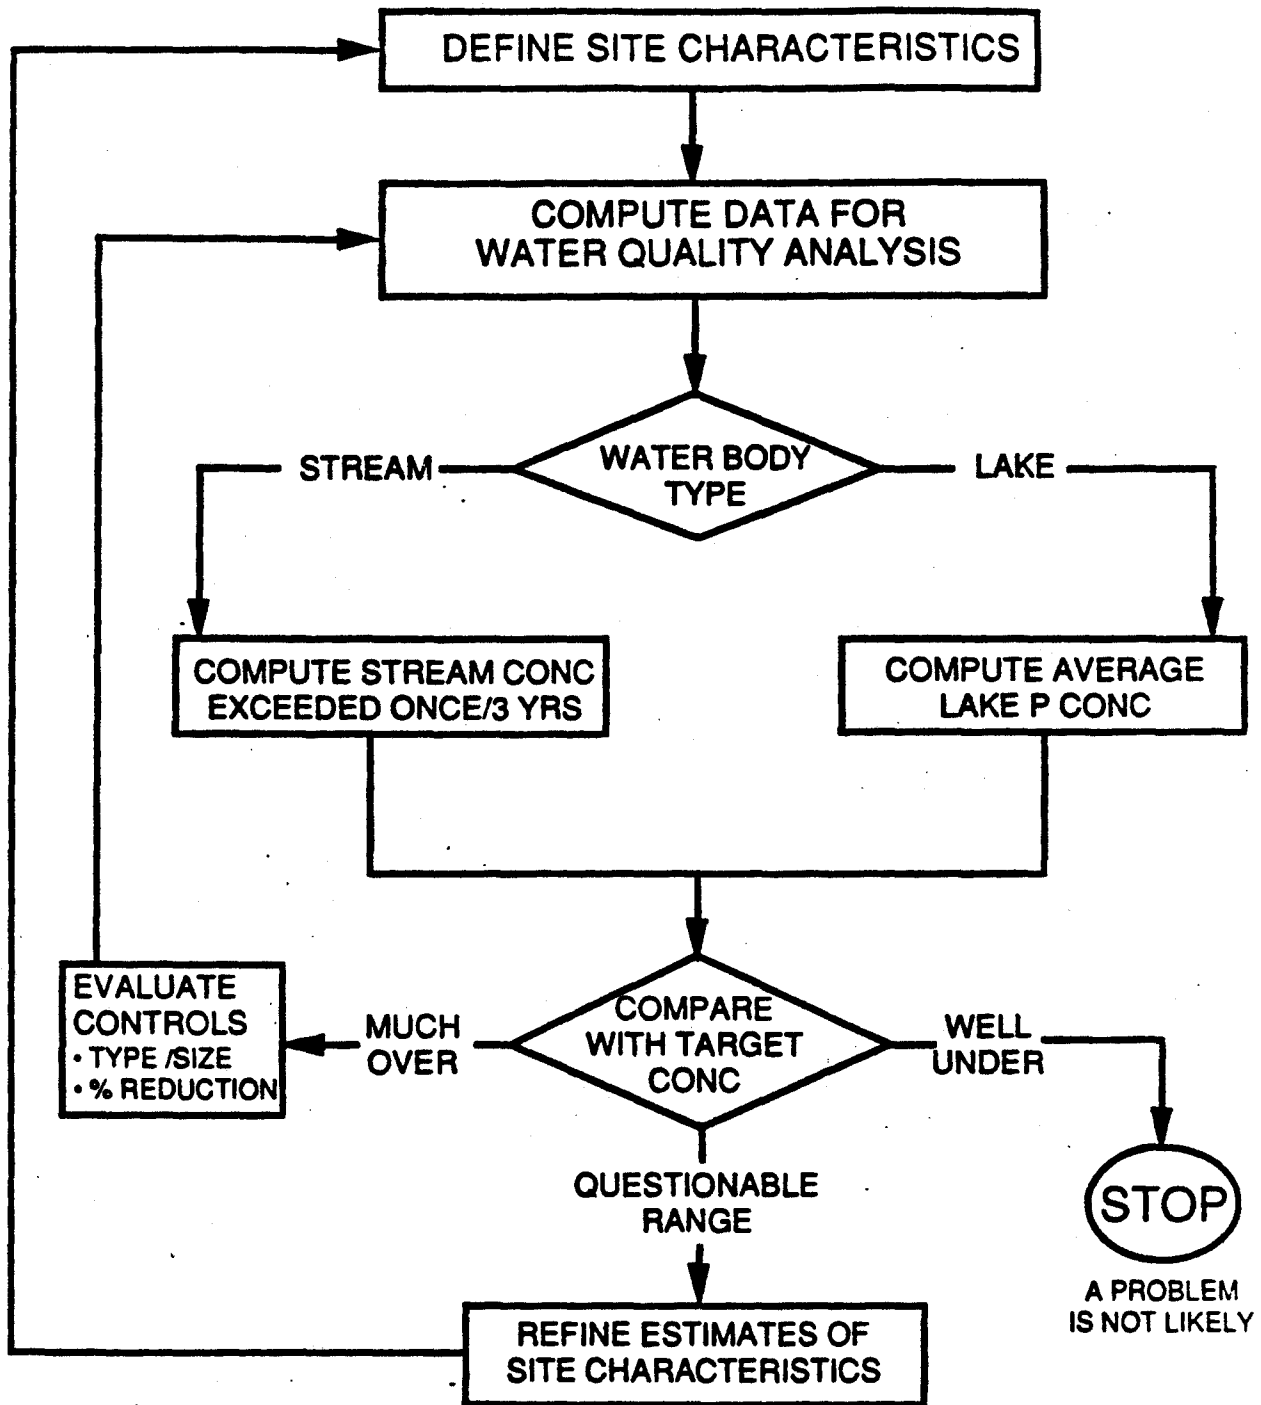 DEFINE SITE CHARACTERISTICS
COMPUTE DATA FOR
WATER QUALITY ANALYSIS
STREAM
WATER BODY
TYPE
LAKE
COMPUTE STREAM CONC
EXCEEDED ONCE/3 YRS
COMPUTE AVERAGE
LAKE P CONC
EVALUATE
CONTROLS
• TYPE /SIZE
• % REDUCTION
MUCH
OVER
COMPARE
WITH TARGET
CONC
WELL
UNDER
QUESTIONABLE
RANGE
STOP
A PROBLEM
IS NOT LIKELY
REFINE ESTIMATES OF
SITE CHARACTERISTICS